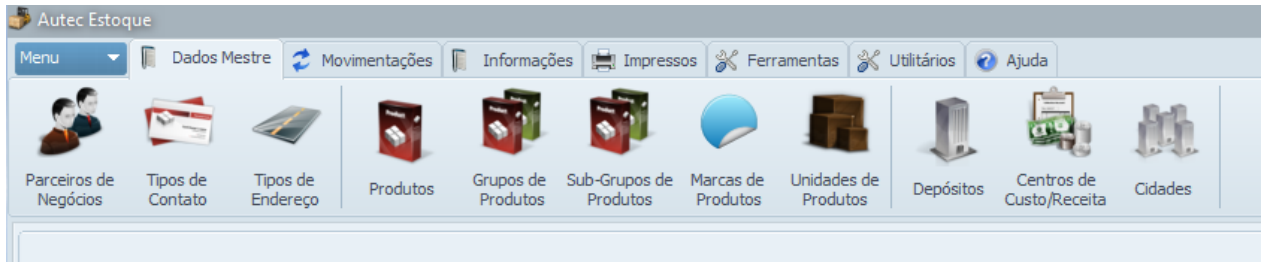 Autec Estoque
Menu Dados Mestre Movimentações Informações Impressos Ferramentas Utilitários Ajuda
Parceiros de Tipos de Tipos de Produtos Grupos de Sub-Grupos de Marcas de Unidades de Depósitos Centros de Cidades
Negócios Contato Endereço Produtos Produtos Produtos Produtos Custo/Receita